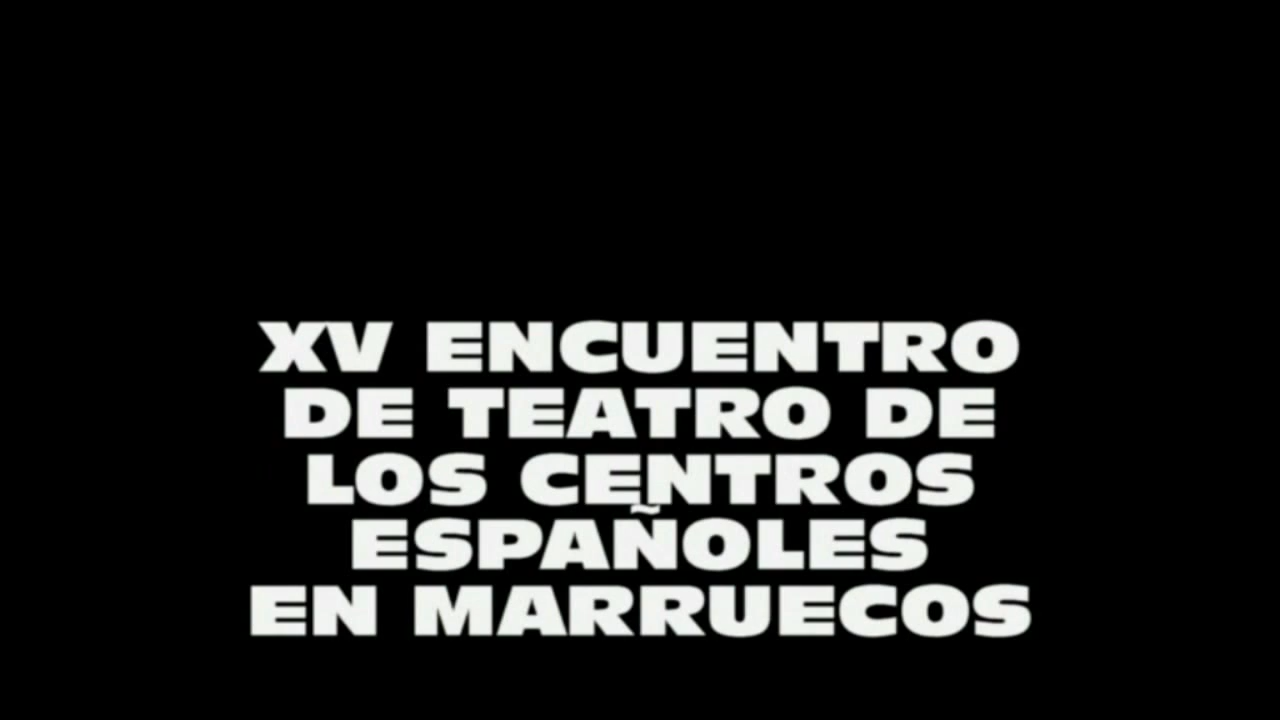 XV ENCUENTRO
DE TEATRO DE
LOS CENTROS
ESPAÑOLES
EN MARRUECOS